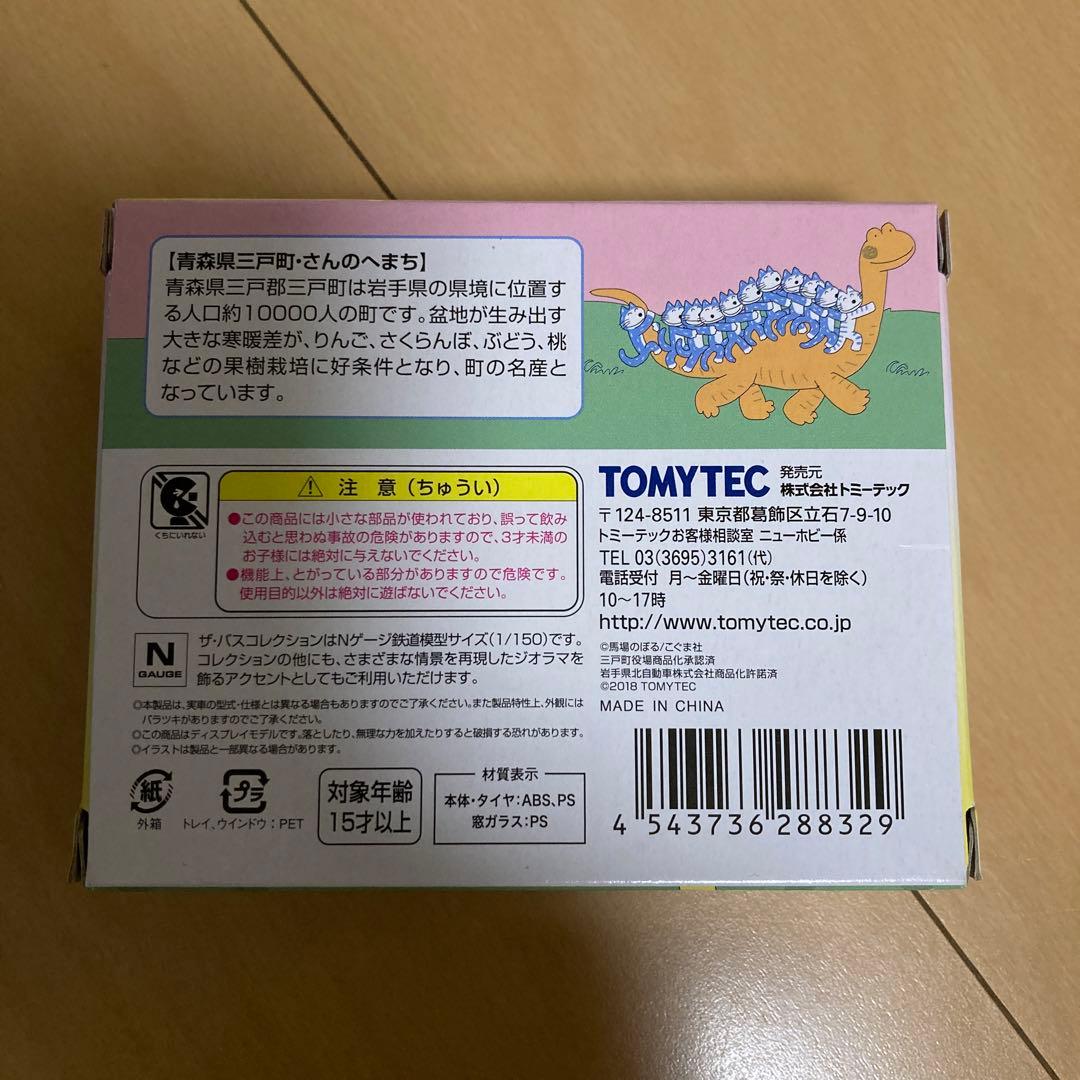 【青森県三戸町・さんのへまち】
青森県三戸郡三戸町は岩手県の県境に位置す
る人口約10000人の町です。盆地が生み出す
大きな寒暖差が、りんご、さくらんぼ、ぶどう、桃
などの果樹栽培に好条件となり、町の名産と
なっています。
くちにいれない
注 意(ちゅうい)
●この商品には小さな部品が使われており、誤って飲み
込むと思わぬ事故の危険がありますので、3才未満の
お子様には絶対に与えないでください。
●機能上、とがっている部分がありますので危険です。
使用目的以外は絶対に遊ばないでください。
N
GAUGE
ザ・バスコレクションはNゲージ鉄道模型サイズ(1/150)です。
コレクションの他にも、さまざまな情景を再現したジオラマを
飾るアクセントとしてもご利用いただけます。
◎本製品は、実車の型式・仕様とは異なる場合もありますのでご了承ください。また製品特性上、外観には
バラツキがありますのでご了承ください。
◎この商品はディスプレイモデルです。落としたり、無理な力を加えたりすると破損する恐れがあります。
◎イラストは製品と一部異なる場合があります。
紙
外箱
プラ
トレイ、ウインドウ:PET
対象年齢
15才以上
材質表示
本体・タイヤ:ABS、PS
窓ガラス:PS
TOMYTEC 発売元
株式会社トミーテック
〒124-8511 東京都葛飾区立石7-9-10
トミーテックお客様相談室 ニューホビー係
TEL 03(3695)3161(代)
電話受付 月〜金曜日(祝・祭・休日を除く)
10〜17時
http://www.tomytec.co.jp
©馬場のぼる/こぐま社
三戸町役場商品化承認済
岩手県北自動車株式会社商品化許諾済
©2018 TOMYTEC
MADE IN CHINA
4 543736 288329